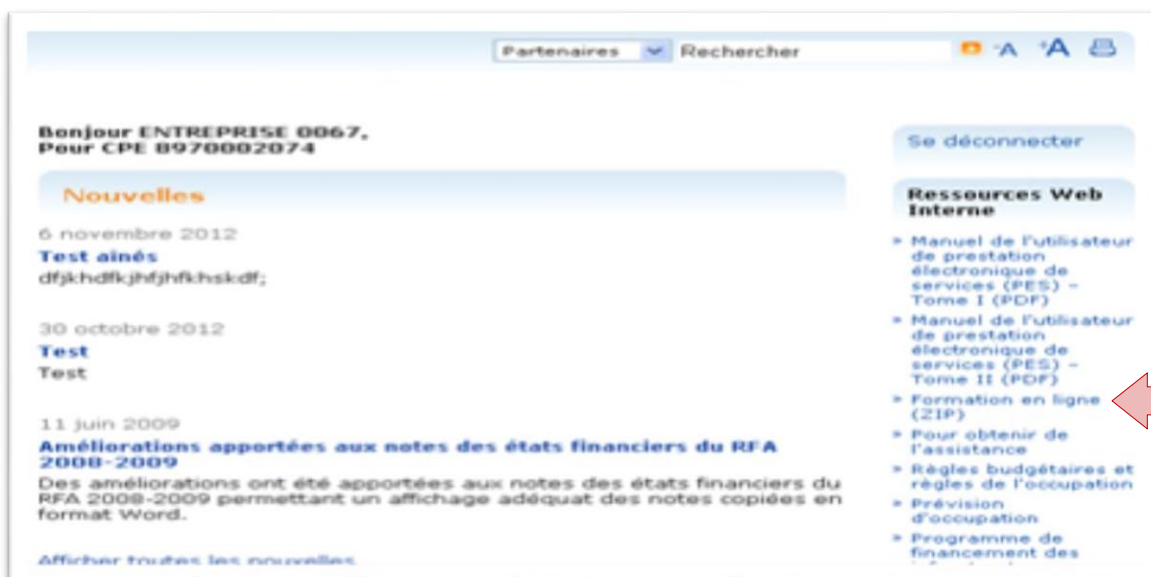 Partenaires Rechercher -A +A
Bonjour ENTREPRISE 0067,
Pour CPE 8970002074
Nouvelles
6 novembre 2012
Test aînés
dfjkhdfkjhfjhfkhskdf;
30 octobre 2012
Test
Test
11 juin 2009
Améliorations apportées aux notes des états financiers du RFA
2008-2009
Des améliorations ont été apportées aux notes des états financiers du
RFA 2008-2009 permettant un affichage adéquat des notes copiées en
format Word.
Afficher toutes les nouvelles
Se déconnecter
Ressources Web
Interne
» Manuel de l'utilisateur
de prestation
électronique de
services (PES) –
Tome I (PDF)
» Manuel de l'utilisateur
de prestation
électronique de
services (PES) –
Tome II (PDF)
» Formation en ligne
(ZIP)
» Pour obtenir de
l'assistance
» Règles budgétaires et
règles de l'occupation
» Prévision
d'occupation
» Programme de
financement des